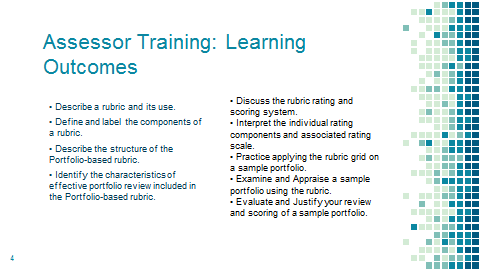 Assessor Training: Learning
Outcomes
• Describe a rubric and its use.
• Define and label the components of
a rubric.
• Describe the structure of the
Portfolio-based rubric.
• Identify the characteristics of
effective portfolio review included in
the Portfolio-based rubric.
• Discuss the rubric rating and
scoring system.
• Interpret the individual rating
components and associated rating
scale.
• Practice applying the rubric grid on
a sample portfolio.
• Examine and Appraise a sample
portfolio using the rubric.
• Evaluate and Justify your review
and scoring of a sample portfolio.
4